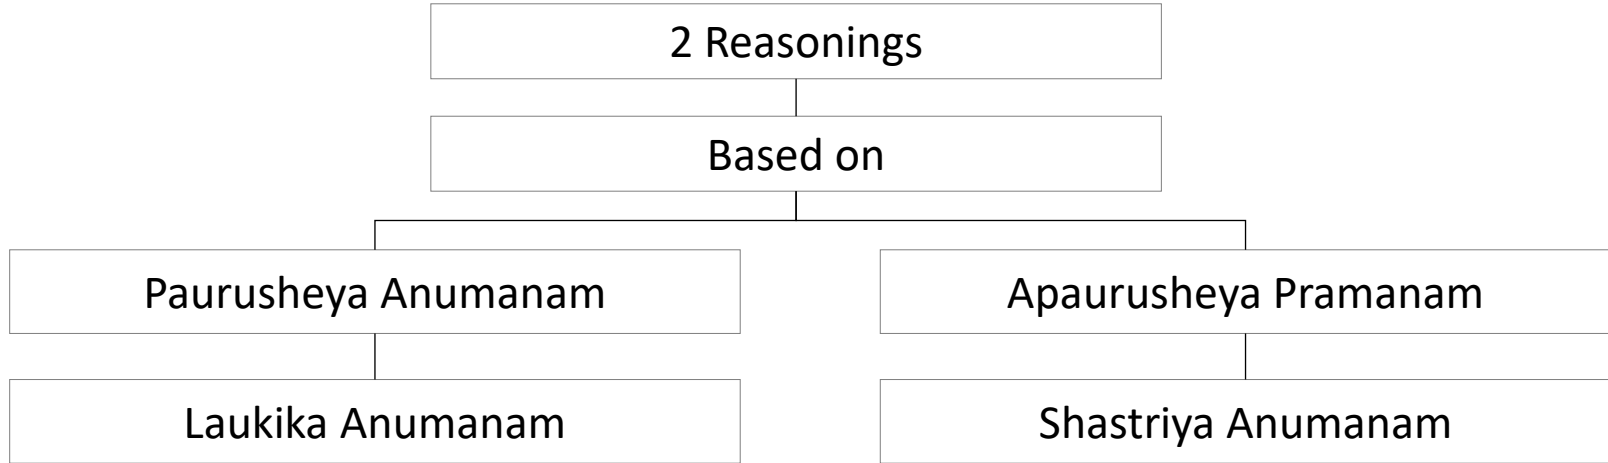 2 Reasonings
Based on
Paurusheya Anumanam
Apaurusheya Pramanam
Laukika Anumanam
Shastriya Anumanam